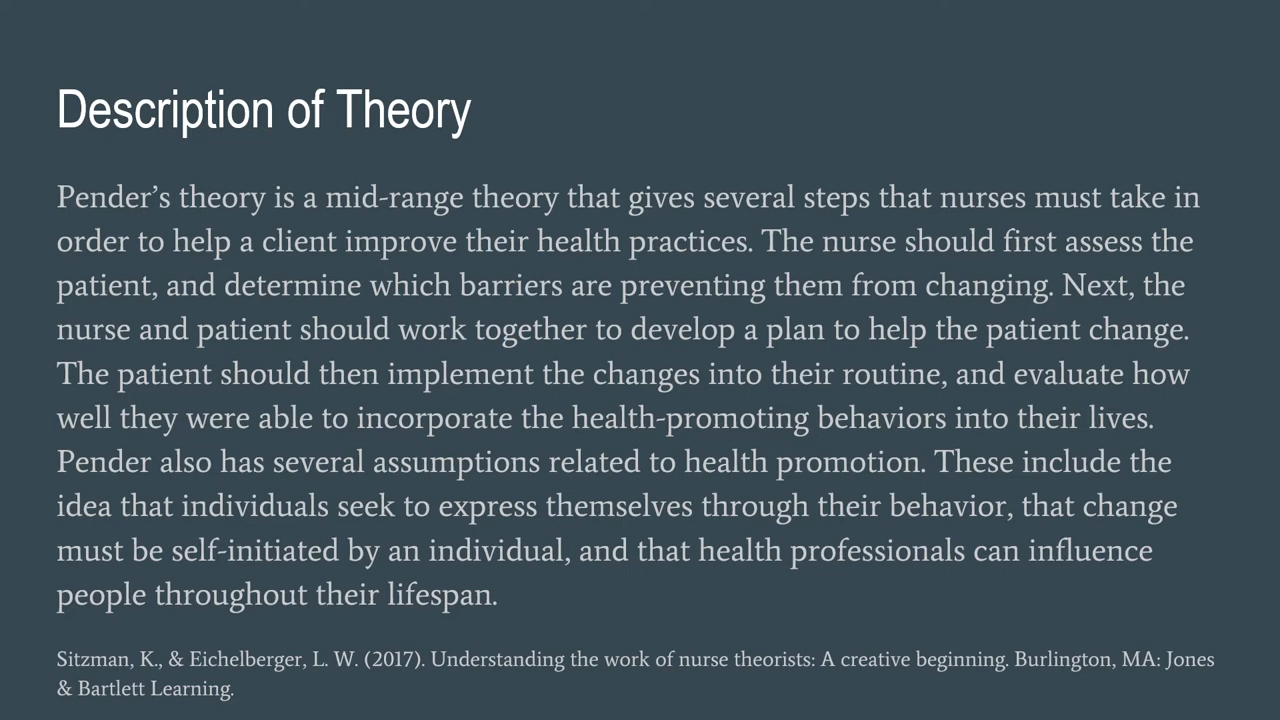 Description of Theory
Pender’s theory is a mid-range theory that gives several steps that nurses must take in
order to help a client improve their health practices. The nurse should first assess the
patient, and determine which barriers are preventing them from changing. Next, the
nurse and patient should work together to develop a plan to help the patient change.
The patient should then implement the changes into their routine, and evaluate how
well they were able to incorporate the health-promoting behaviors into their lives.
Pender also has several assumptions related to health promotion. These include the
idea that individuals seek to express themselves through their behavior, that change
must be self-initiated by an individual, and that health professionals can influence
people throughout their lifespan.
Sitzman, K., & Eichelberger, L. W. (2017). Understanding the work of nurse theorists: A creative beginning. Burlington, MA: Jones
& Bartlett Learning.